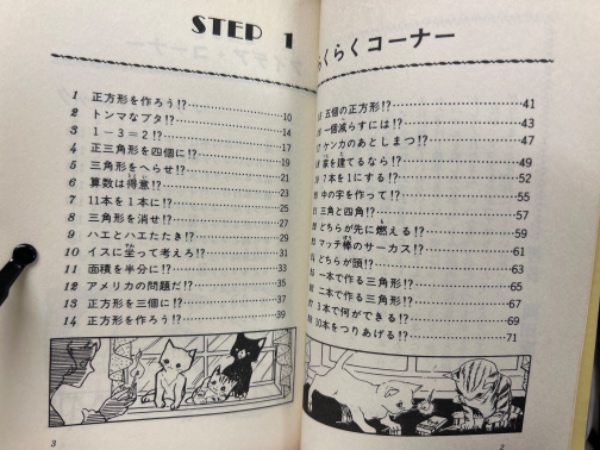 STEP 1
らくらくコーナー
1 正方形を作ろう!? 10
2 トンマなブタ!? 14
3 1−3=2!? 17
4 正三角形を四個に!? 19
5 三角形をへらせ!? 21
6 算数は得意!? 23
7 11本を1本に!? 25
8 三角形を消せ!? 27
9 ハエとハエたたき!? 29
10 イスに坐って考えろ!? 31
11 面積を半分に!? 33
12 アメリカの問題だ!? 35
13 正方形を三個に!? 37
14 正方形を作ろう!? 39
五個の正方形!? 41
一個減らすには!? 43
ケンカのあとしまつ!? 47
家を建てるなら!? 49
7本を1にする!? 52
中の字を作って!? 55
三角と四角!? 57
どちらが先に燃える!? 59
マッチ棒のサーカス!? 61
どちらが頭!? 63
一本で作る三角形!? 65
二本で作る三角形!? 67
3本で何ができる!? 69
10本をつりあげる!? 71
3
2